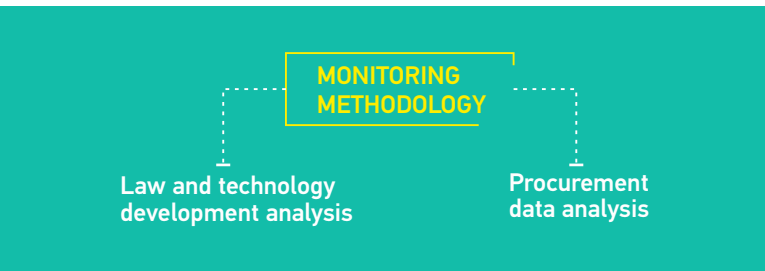 MONITORING
METHODOLOGY
Law and technology
development analysis
Procurement
data analysis